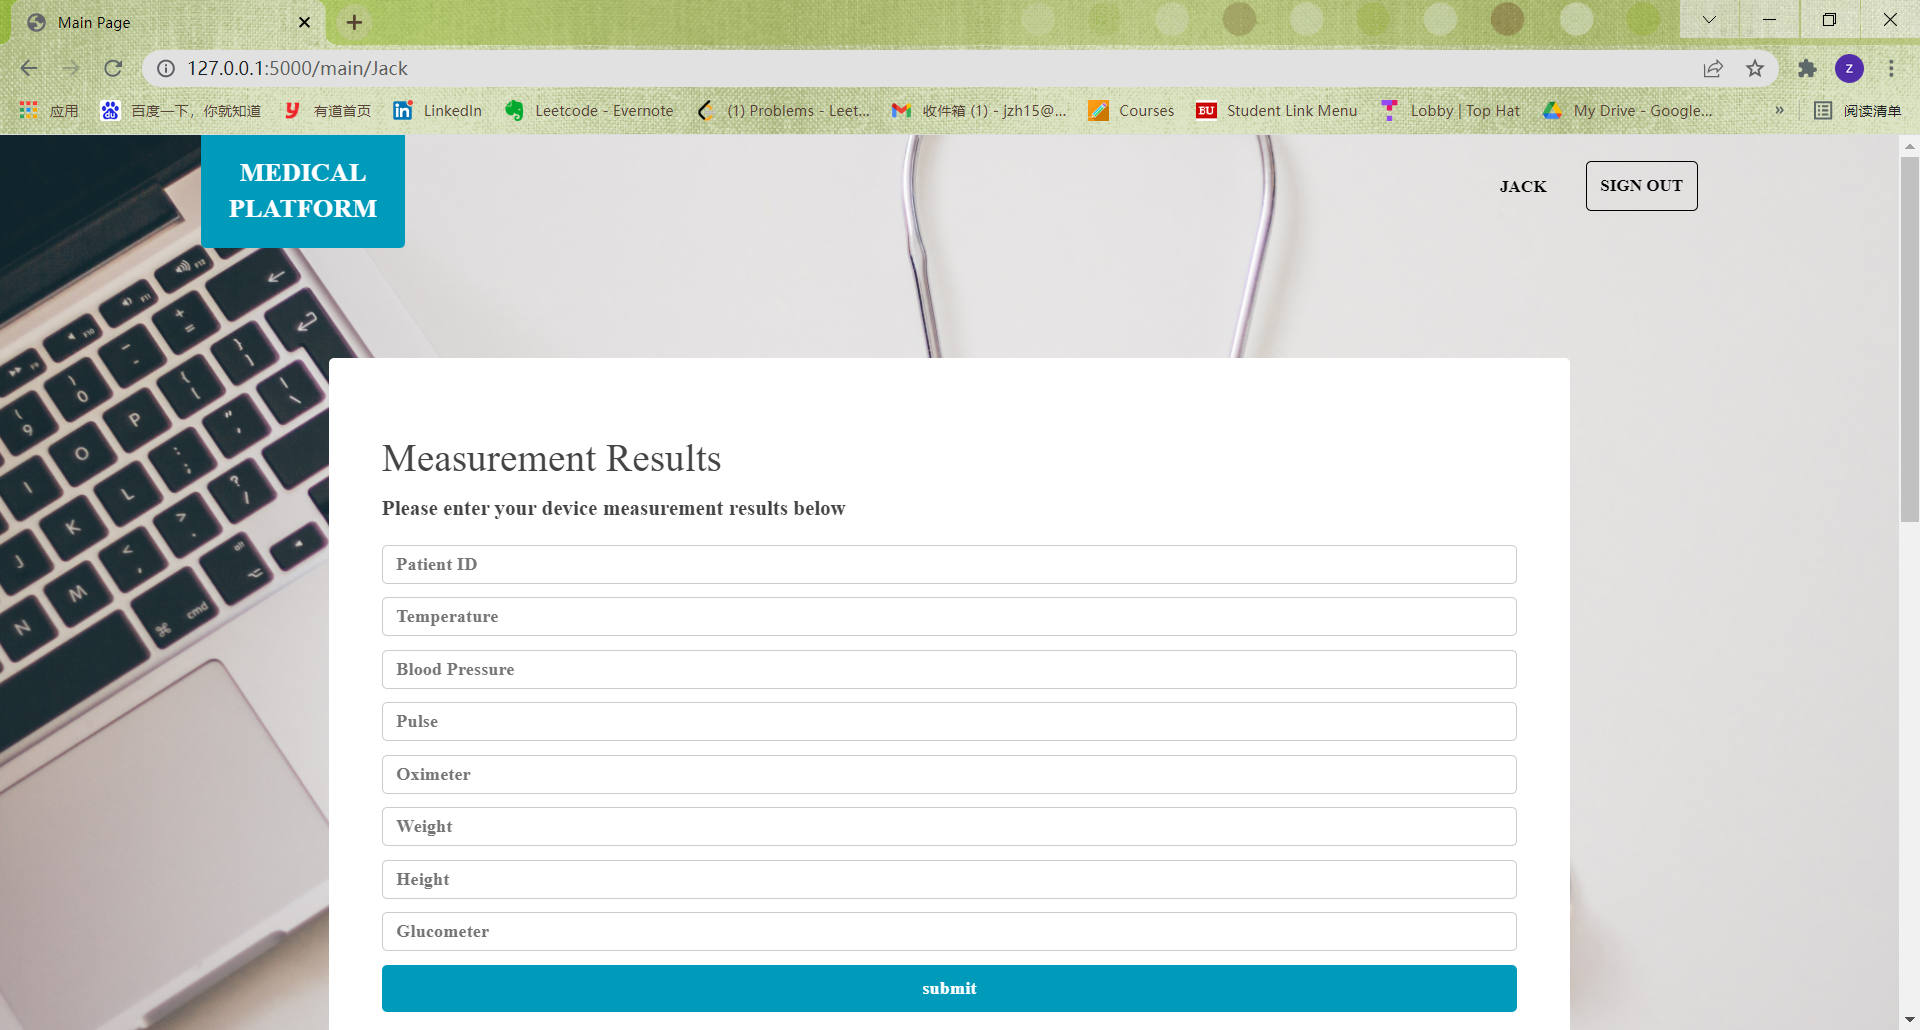 Main Page
127.0.0.1:5000/main/Jack
Z
应用
百度一下，你就知道
有道首页
LinkedIn
Leetcode - Evernote
(1) Problems - Leet...
收件箱 (1) - jzh15@...
Courses
BU
Student Link Menu
Lobby | Top Hat
My Drive - Google...
»
阅读清单
MEDICAL
PLATFORM
JACK
SIGN OUT
Measurement Results
Please enter your device measurement results below
Patient ID
Temperature
Blood Pressure
Pulse
Oximeter
Weight
Height
Glucometer
submit